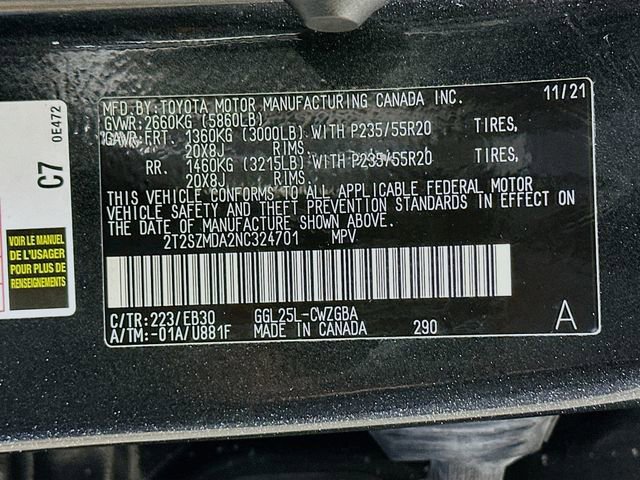 MFD.BY:TOYOTA MOTOR MANUFACTURING CANADA INC. 11/21
GVWR:2660KG (5860LB)
GAWR:FRT. 1360KG (3000LB) WITH P235/55R20 TIRES,
20X8J RIMS.
RR. 1460KG (3215LB) WITH P235/55R20 TIRES,
20X8J RIMS.
THIS VEHICLE CONFORMS TO ALL APPLICABLE FEDERAL MOTOR
VEHICLE SAFETY AND THEFT PREVENTION STANDARDS IN EFFECT ON
THE DATE OF MANUFACTURE SHOWN ABOVE.
2T2SZMDA2NC324701 MPV
C/TR:223/EB30 GGL25L-CWZGBA
A/TM:-01A/U881F MADE IN CANADA 290 A
C7
0E472
VOIR LE MANUEL
DE L'UTILISATEUR
POUR PLUS DE
RENSEIGNEMENTS